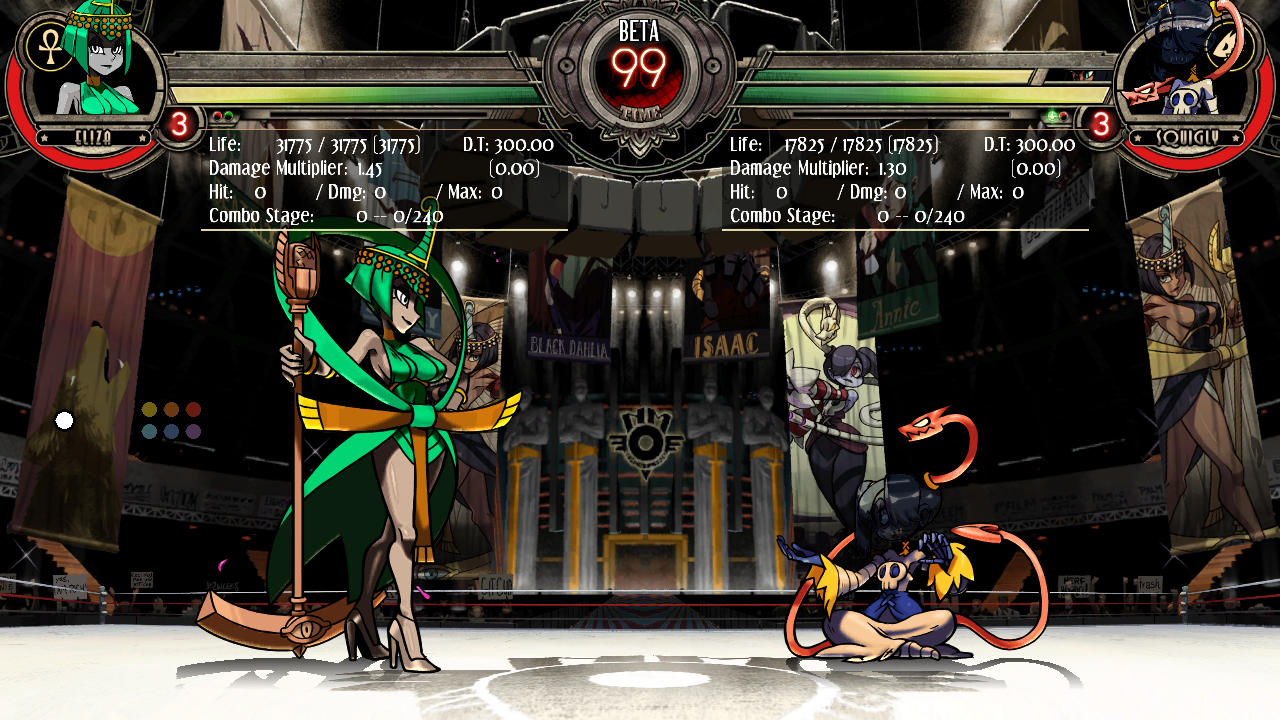 BETA
99
TIME
ELIZA
3
3
SQUIGLY
Life: 31775 / 31775 (31775) D.T: 300.00
Damage Multiplier: 1.45 (0.00)
Hit: 0 / Dmg: 0 / Max: 0
Combo Stage: 0 -- 0/240
Life: 17825 / 17825 (17825) D.T: 300.00
Damage Multiplier: 1.30 (0.00)
Hit: 0 / Dmg: 0 / Max: 0
Combo Stage: 0 -- 0/240
Annie
BLACK DAHLIA
ISAAC
NM
trash